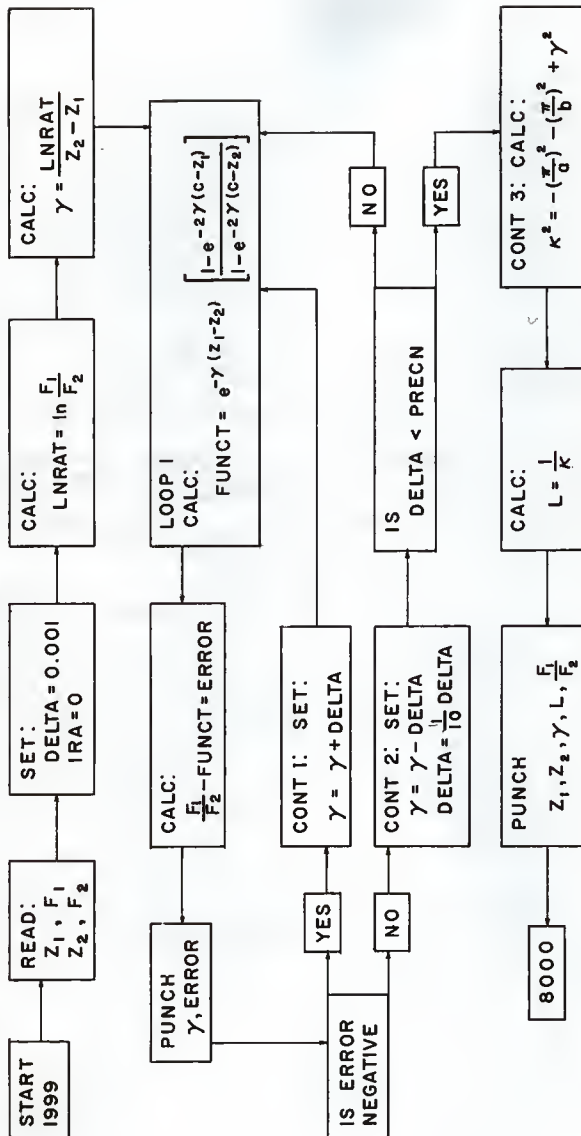 START
1999
READ:
Z₁, F₁
Z₂, F₂
SET:
DELTA = 0.001
IRA = 0
CALC:
LNRAT = ln F₁/F₂
CALC:
γ = LNRAT/(Z₂ − Z₁)
LOOP 1
CALC:
FUNCT = e^−γ(Z₁−Z₂) [1−e^−2γ(c−Z₁) / 1−e^−2γ(c−Z₂)]
CALC:
F₁/F₂ − FUNCT = ERROR
PUNCH
γ, ERROR
IS ERROR
NEGATIVE
YES
CONT 1: SET:
γ = γ + DELTA
NO
CONT 2: SET:
γ = γ − DELTA
DELTA = 1/10 DELTA
IS
DELTA < PRECN
NO
YES
CONT 3: CALC:
κ² = −(π/a)² − (π/b)² + γ²
CALC:
L = 1/κ
PUNCH
Z₁, Z₂, γ, L, F₁/F₂
8000